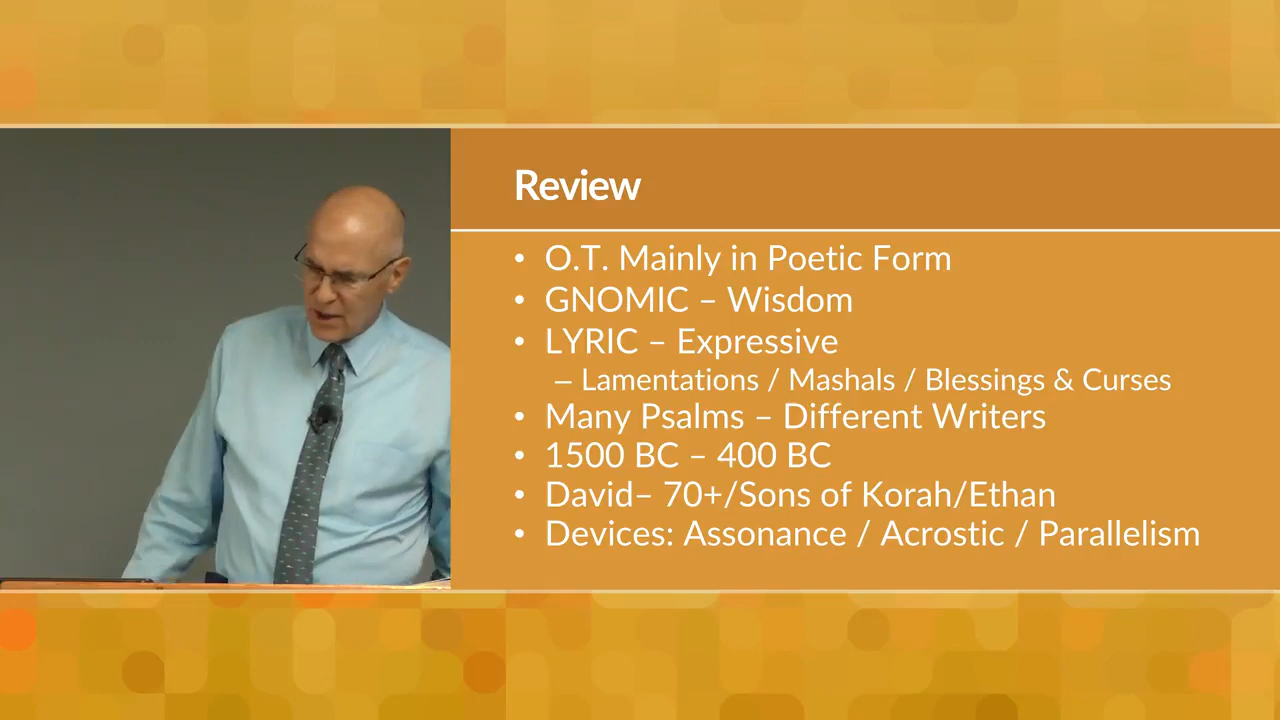 Review
• O.T. Mainly in Poetic Form
• GNOMIC – Wisdom
• LYRIC – Expressive
– Lamentations / Mashals / Blessings & Curses
• Many Psalms – Different Writers
• 1500 BC – 400 BC
• David– 70+/Sons of Korah/Ethan
• Devices: Assonance / Acrostic / Parallelism